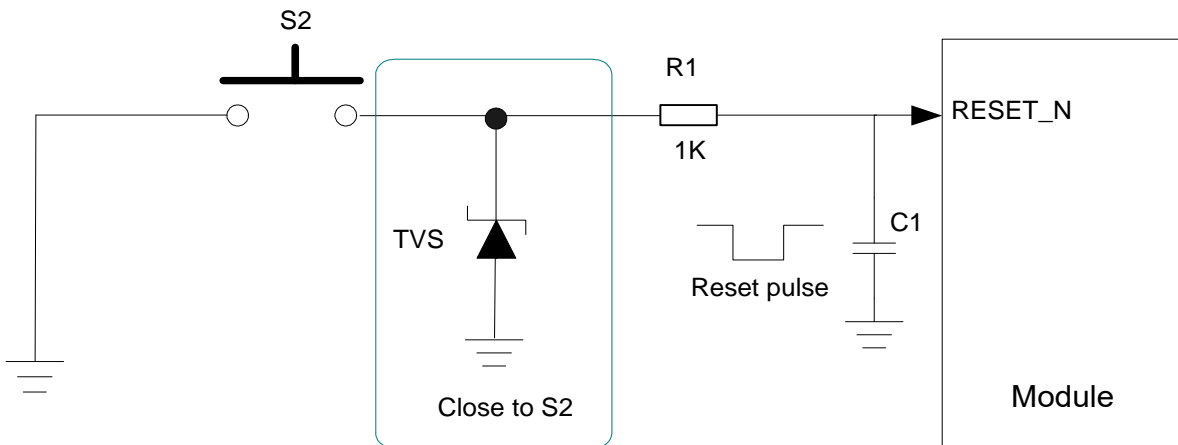 S2
R1
RESET_N
1K
TVS
C1
Reset pulse
Close to S2
Module